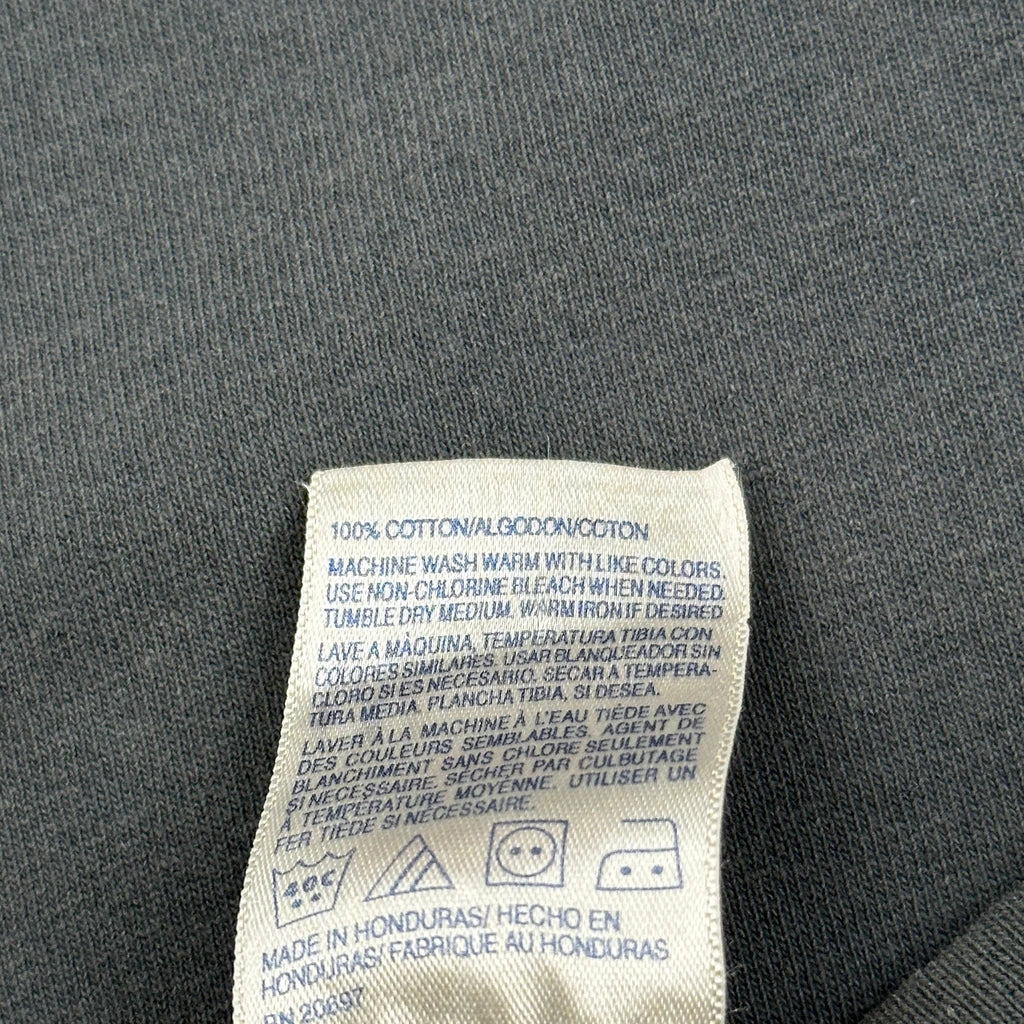 100% COTTON/ALGODON/COTON
MACHINE WASH WARM WITH LIKE COLORS.
USE NON-CHLORINE BLEACH WHEN NEEDED.
TUMBLE DRY MEDIUM. WARM IRON IF DESIRED
LAVE A MÀQUINA, TEMPERATURA TIBIA CON
COLORES SIMILARES. USAR BLANQUEADOR SIN
CLORO SI ES NECESARIO. SECAR A TEMPERA-
TURA MEDIA. PLANCHA TIBIA, SI DESEA.
LAVER À LA MACHINE À L'EAU TIÈDE AVEC
DES COULEURS SEMBLABLES, AGENT DE
BLANCHIMENT SANS CHLORE SEULEMENT
SI NECESSAIRE. SÉCHER PAR CULBUTAGE
À TEMPÉRATURE MOYENNE. UTILISER UN
FER TIÈDE SI NÉCESSAIRE.
40C
MADE IN HONDURAS/ HECHO EN
HONDURAS/ FABRIQUE AU HONDURAS
RN 20697